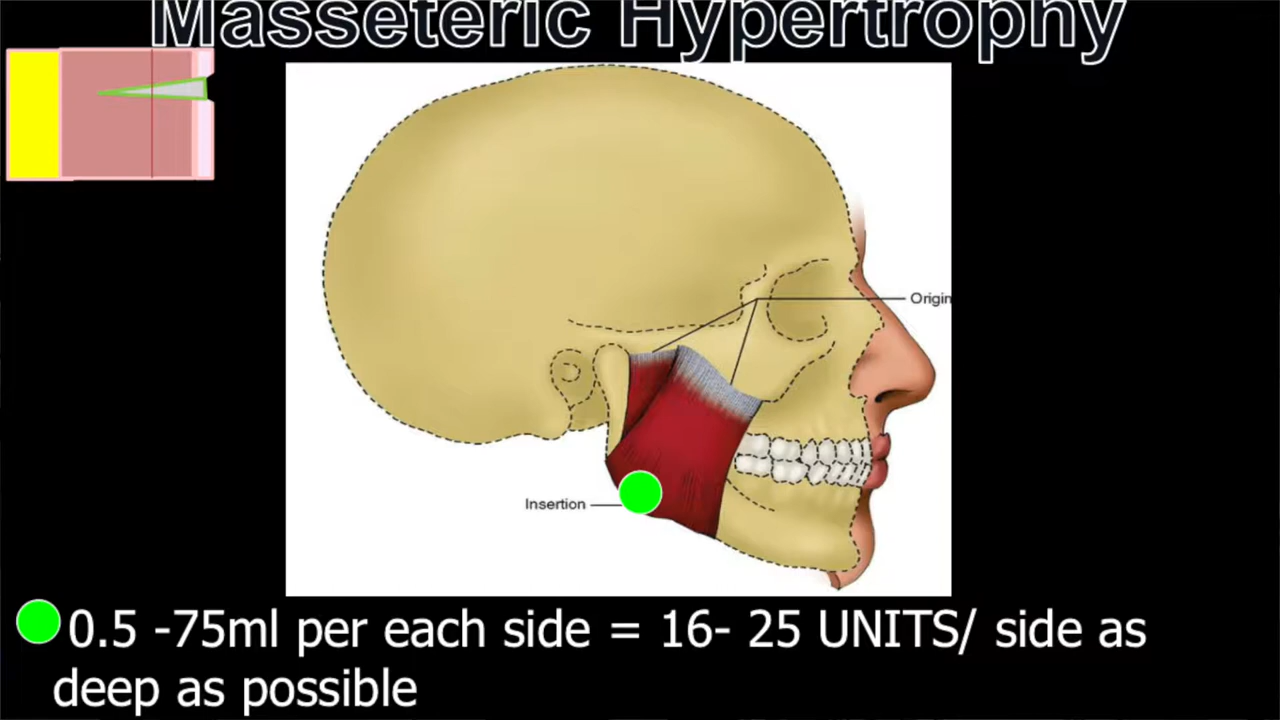 Masseteric Hypertrophy
Origin
Insertion
0.5 -75ml per each side = 16- 25 UNITS/ side as
deep as possible